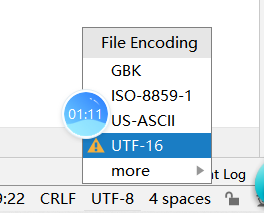 File Encoding
GBK
ISO-8859-1
01:11
US-ASCII
UTF-16
more
nt Log
9:22 CRLF UTF-8 4 spaces